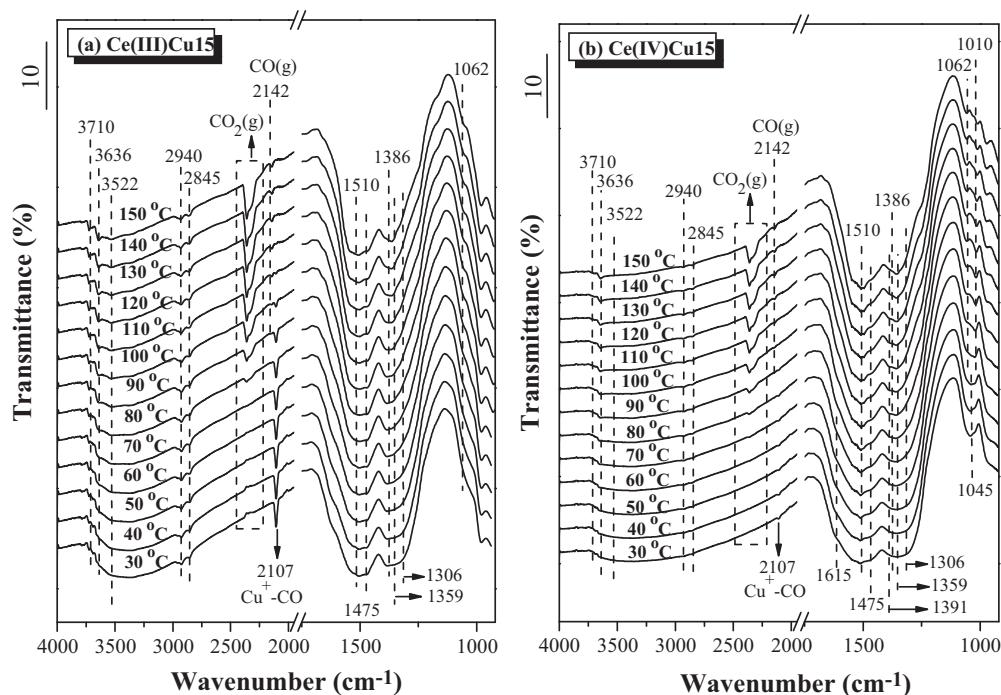 (a) Ce(III)Cu15
10
CO(g)
2142
1062
CO2(g)
3710
3636
3522
2940
2845
1510
1386
150 °C
140 °C
130 °C
120 °C
110 °C
100 °C
90 °C
80 °C
70 °C
60 °C
50 °C
40 °C
30 °C
2107
Cu+-CO
1475
1306
1359
Transmittance (%)
4000 3500 3000 2500 2000 1500 1000
Wavenumber (cm-1)
(b) Ce(IV)Cu15
10
1010
1062
CO(g)
2142
CO2(g)
3710
3636
3522
2940
2845
1510
1386
150 °C
140 °C
130 °C
120 °C
110 °C
100 °C
90 °C
80 °C
70 °C
60 °C
50 °C
40 °C
30 °C
2107
Cu+-CO
1615
1475
1045
1306
1359
1391
Transmittance (%)
4000 3500 3000 2500 2000 1500 1000
Wavenumber (cm-1)